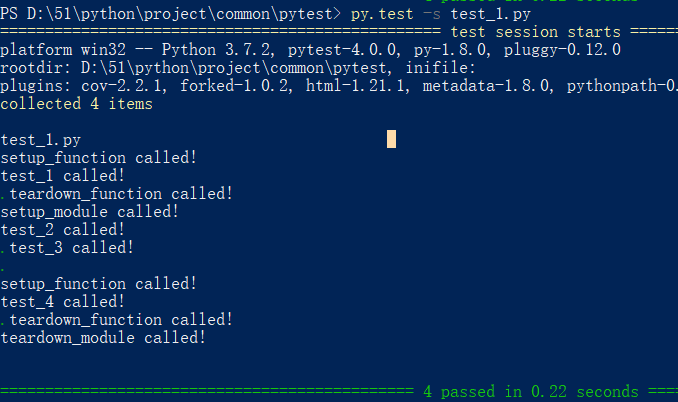 PS D:\51\python\project\common\pytest> py.test -s test_1.py
============================================== test session starts ======
platform win32 -- Python 3.7.2, pytest-4.0.0, py-1.8.0, pluggy-0.12.0
rootdir: D:\51\python\project\common\pytest, inifile:
plugins: cov-2.2.1, forked-1.0.2, html-1.21.1, metadata-1.8.0, pythonpath-0.
collected 4 items
test_1.py
setup_function called!
test_1 called!
.teardown_function called!
setup_module called!
test_2 called!
.test_3 called!
.
setup_function called!
test_4 called!
.teardown_function called!
teardown_module called!
============================================== 4 passed in 0.22 seconds ====